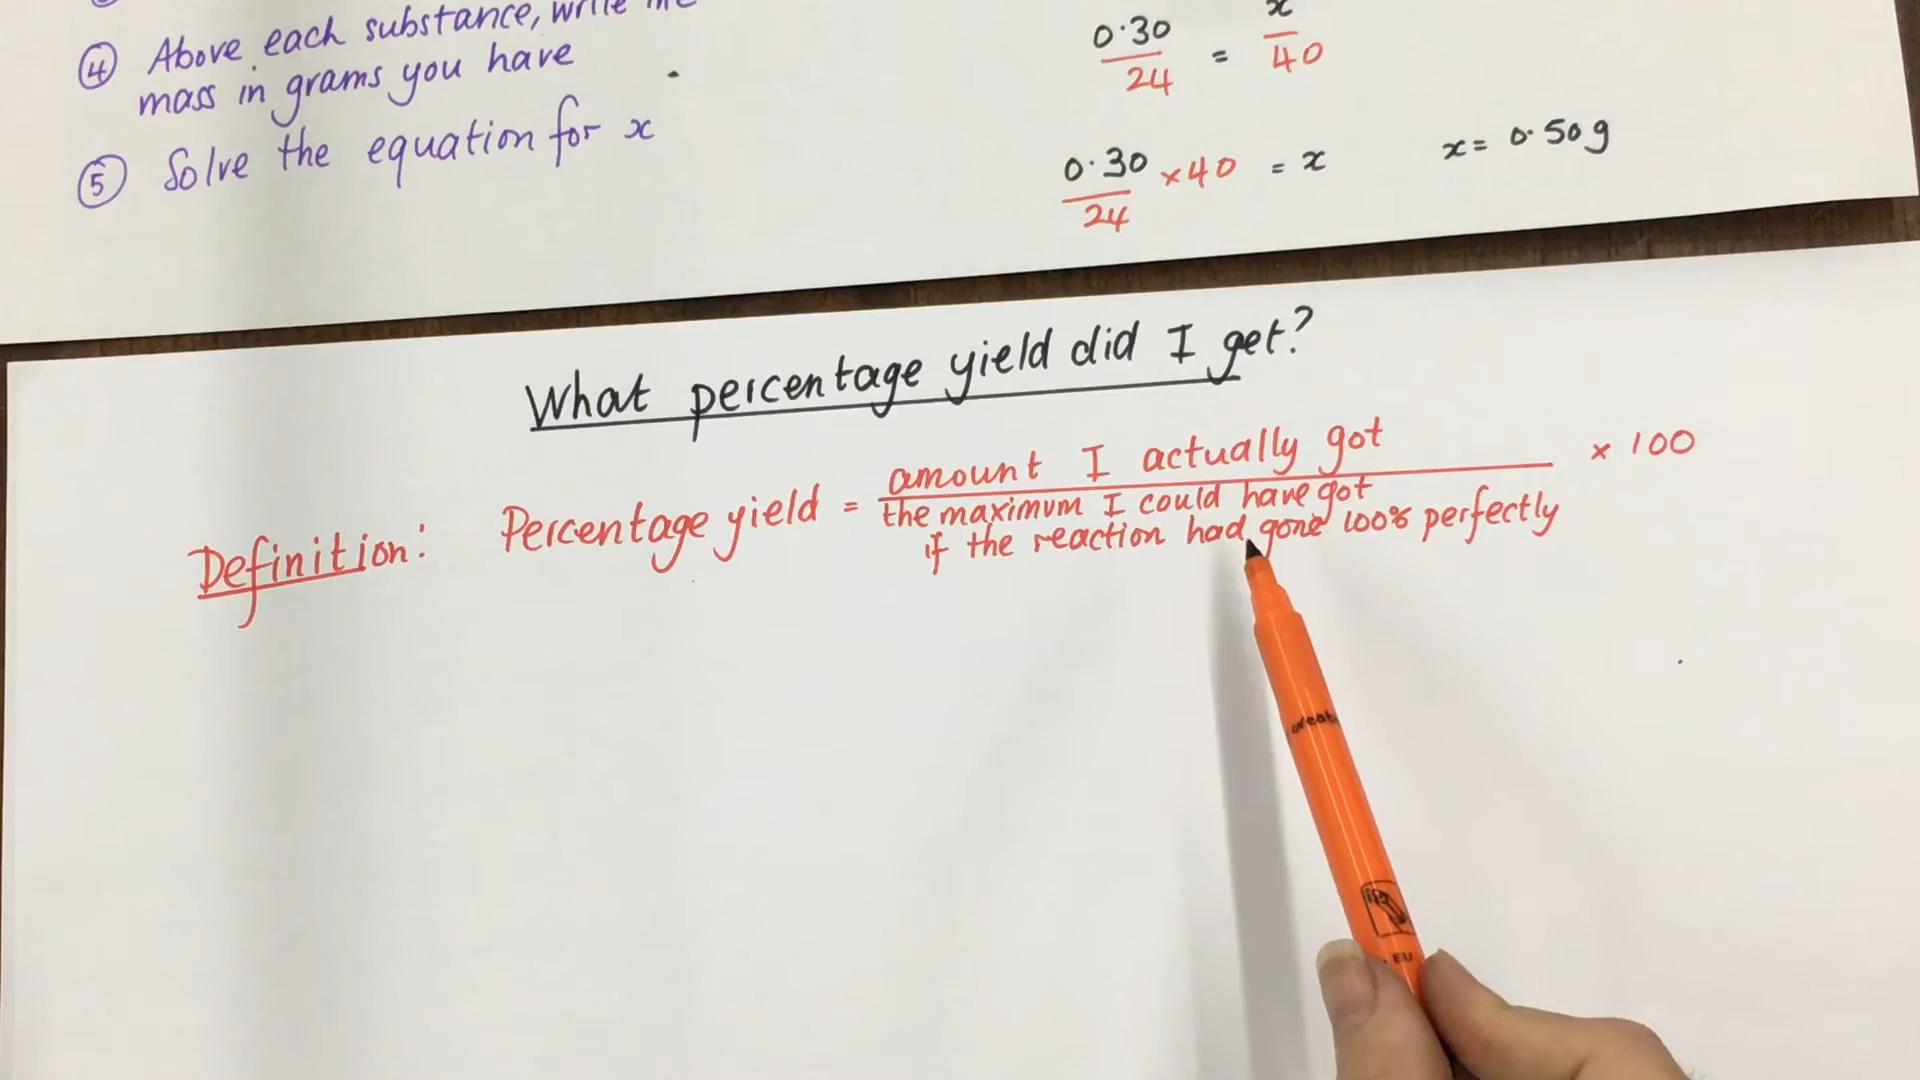 ④ Above each substance, write the
mass in grams you have
⑤ Solve the equation for x
0.30/24 = x/40
0.30/24 × 40 = x
x = 0.50g
What percentage yield did I get?
Definition: Percentage yield = amount I actually got × 100
the maximum I could have got
if the reaction had gone 100% perfectly
EU